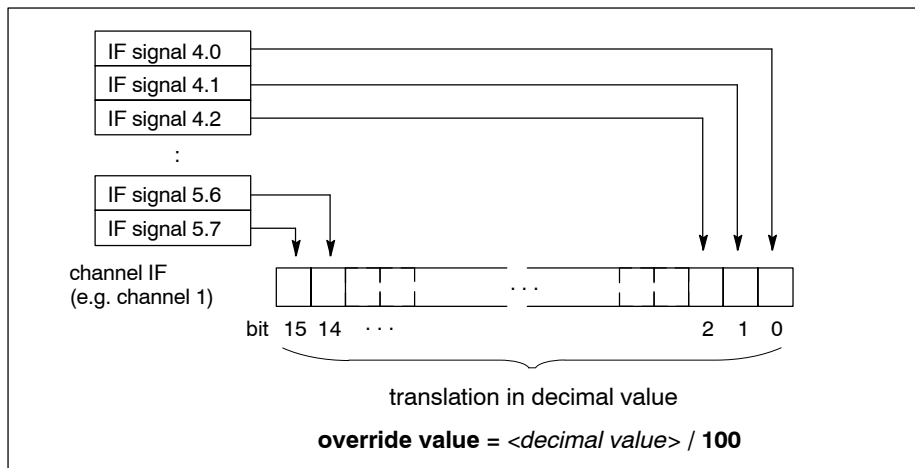 IF signal 4.0
IF signal 4.1
IF signal 4.2
:
IF signal 5.6
IF signal 5.7
channel IF
(e.g. channel 1)
. . .
bit 15 14 . . . 2 1 0
translation in decimal value
override value = <decimal value> / 100